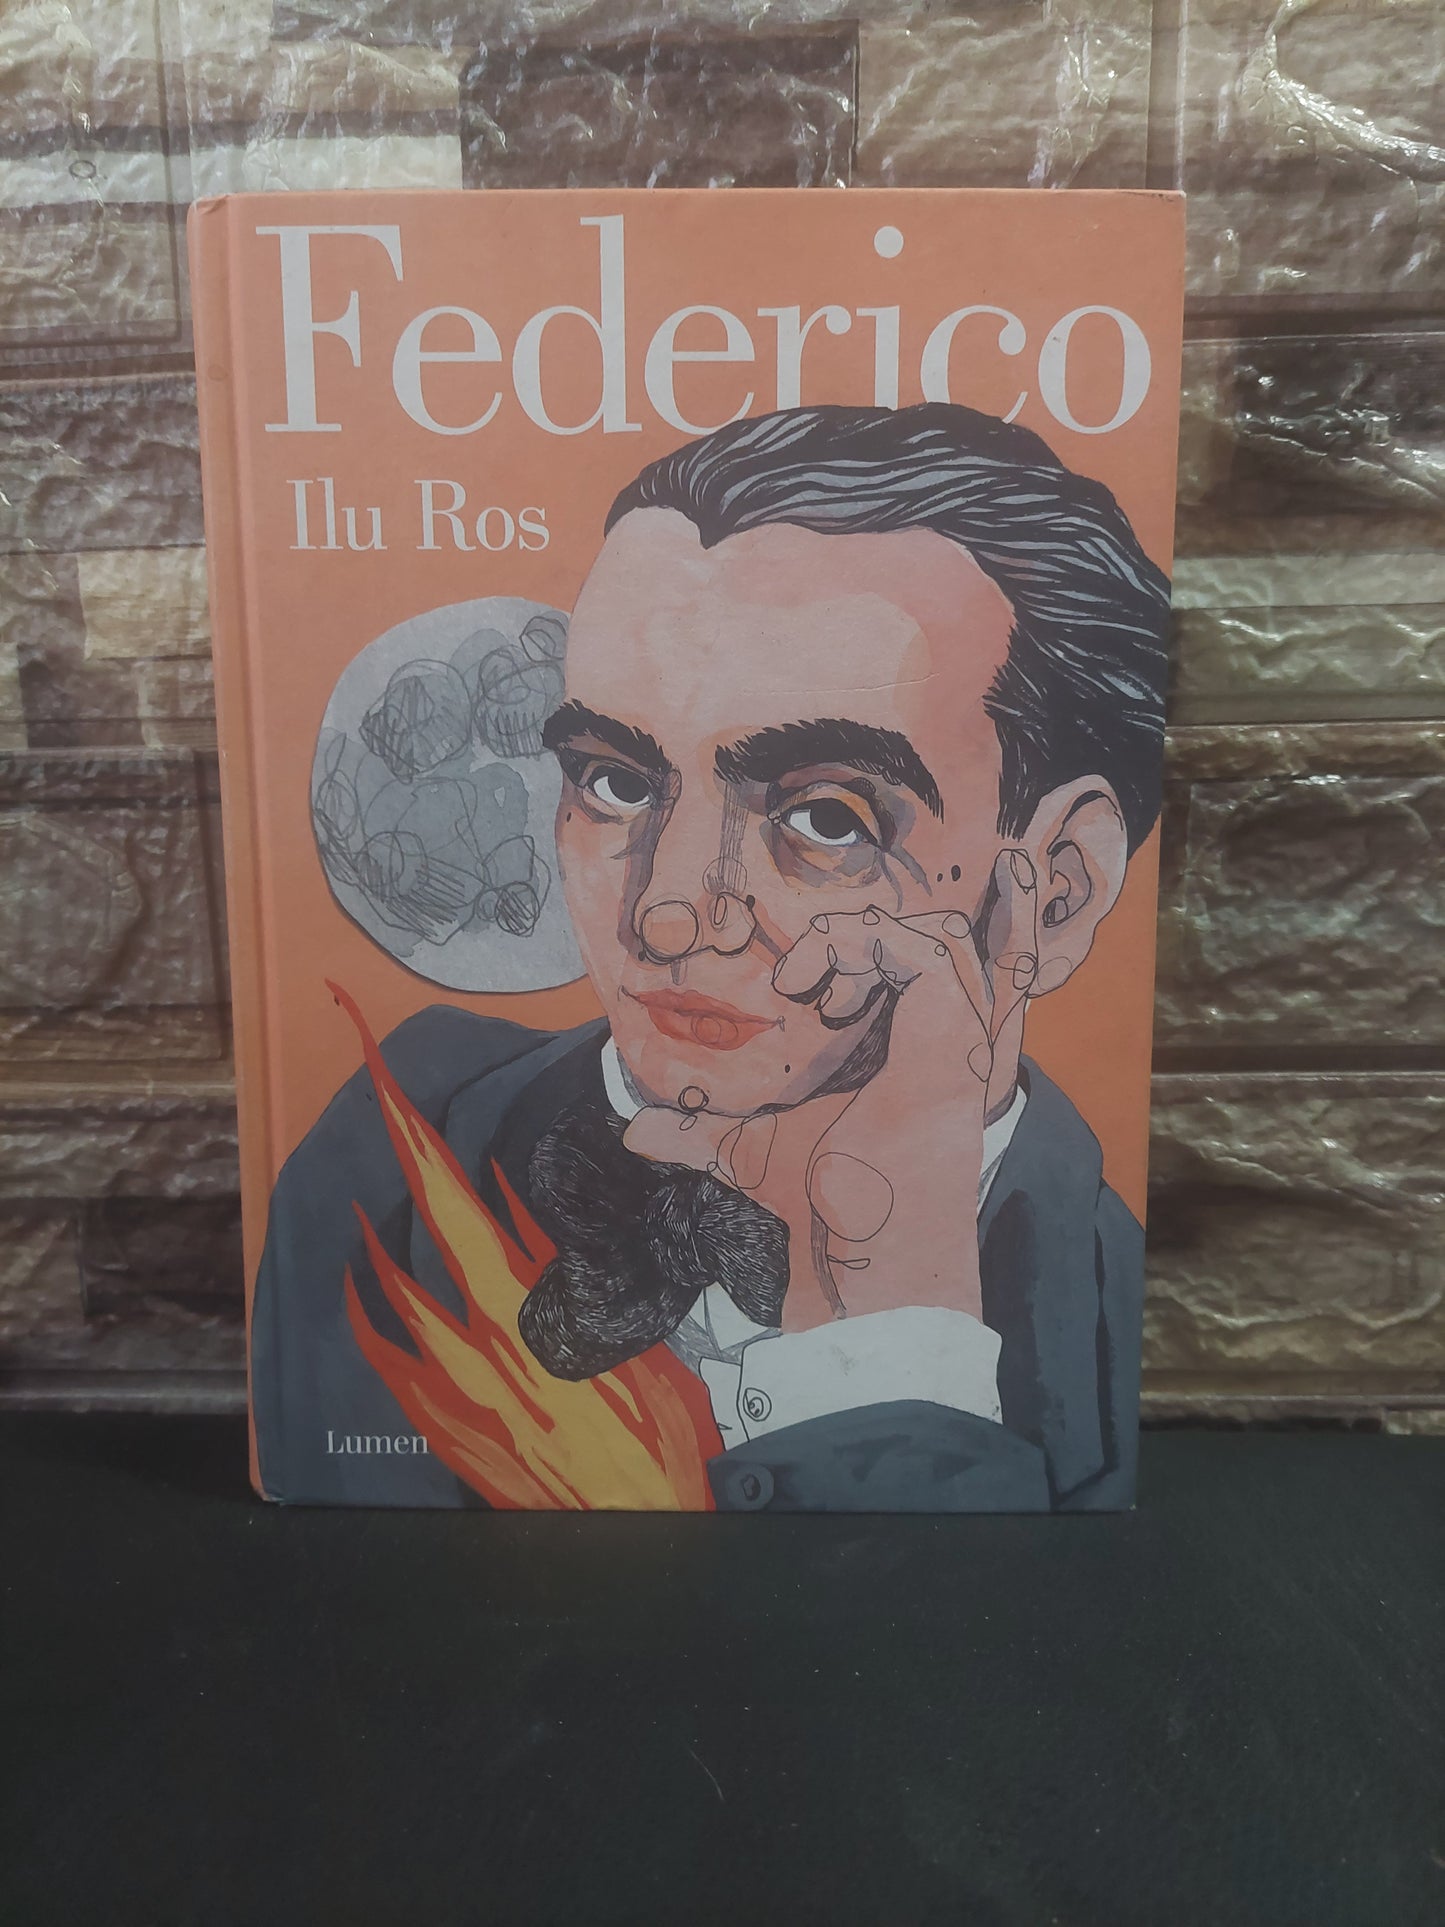 Federico
Ilu Ros
Lumen